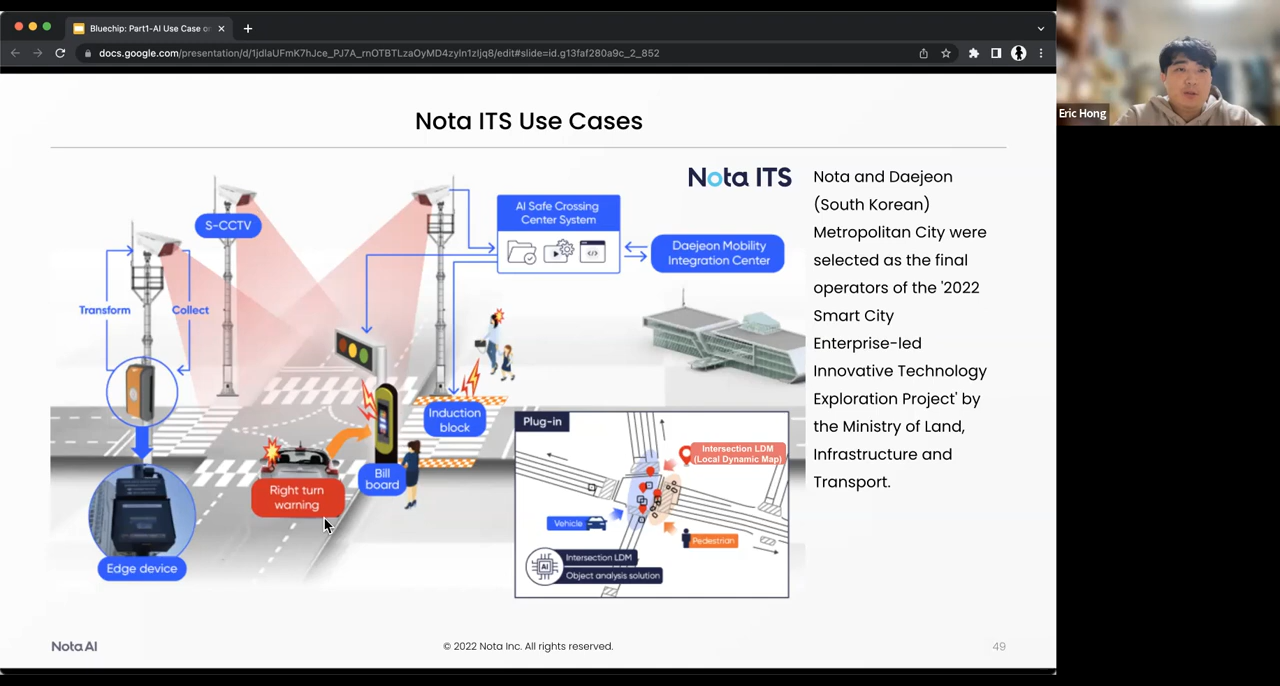 Bluechip: Part1-AI Use Case o
docs.google.com/presentation/d/1jdlaUFmK7hJce_PJ7A_rnOTBTLzaOyMD4zyIn1zIjq8/edit#slide=id.g13faf280a9c_2_852
Eric Hong
Nota ITS Use Cases
Nota ITS
S-CCTV
AI Safe Crossing
Center System
Daejeon Mobility
Integration Center
Transform
Collect
Induction
block
Bill
board
Right turn
warning
Edge device
Plug-in
Intersection LDM
(Local Dynamic Map)
Vehicle
Pedestrian
AI
Intersection LDM
Object analysis solution
Nota and Daejeon
(South Korean)
Metropolitan City were
selected as the final
operators of the '2022
Smart City
Enterprise-led
Innovative Technology
Exploration Project' by
the Ministry of Land,
Infrastructure and
Transport.
Nota AI
© 2022 Nota Inc. All rights reserved.
49